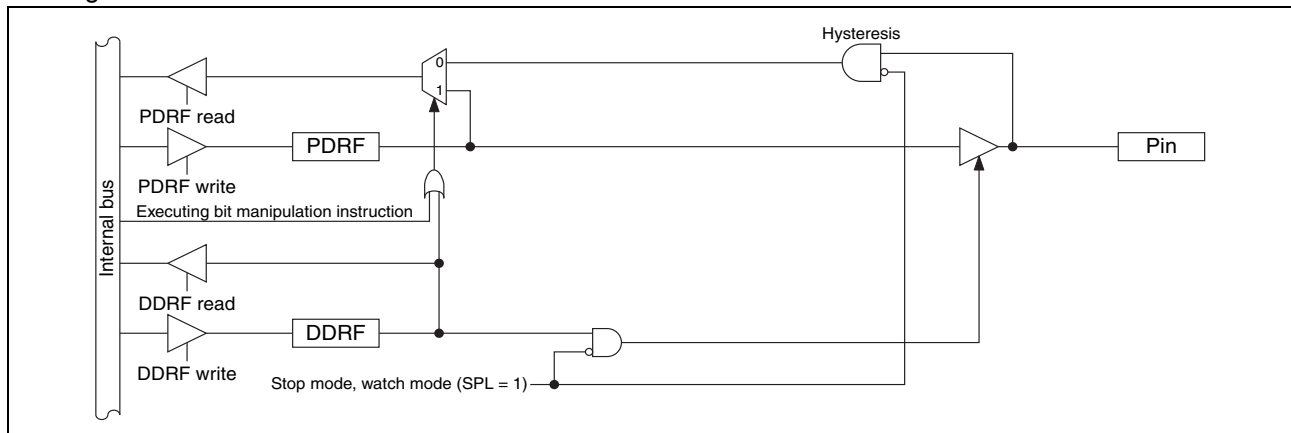 Hysteresis
0
1
PDRF read
PDRF
Pin
PDRF write
Executing bit manipulation instruction
Internal bus
DDRF read
DDRF
DDRF write
Stop mode, watch mode (SPL = 1)